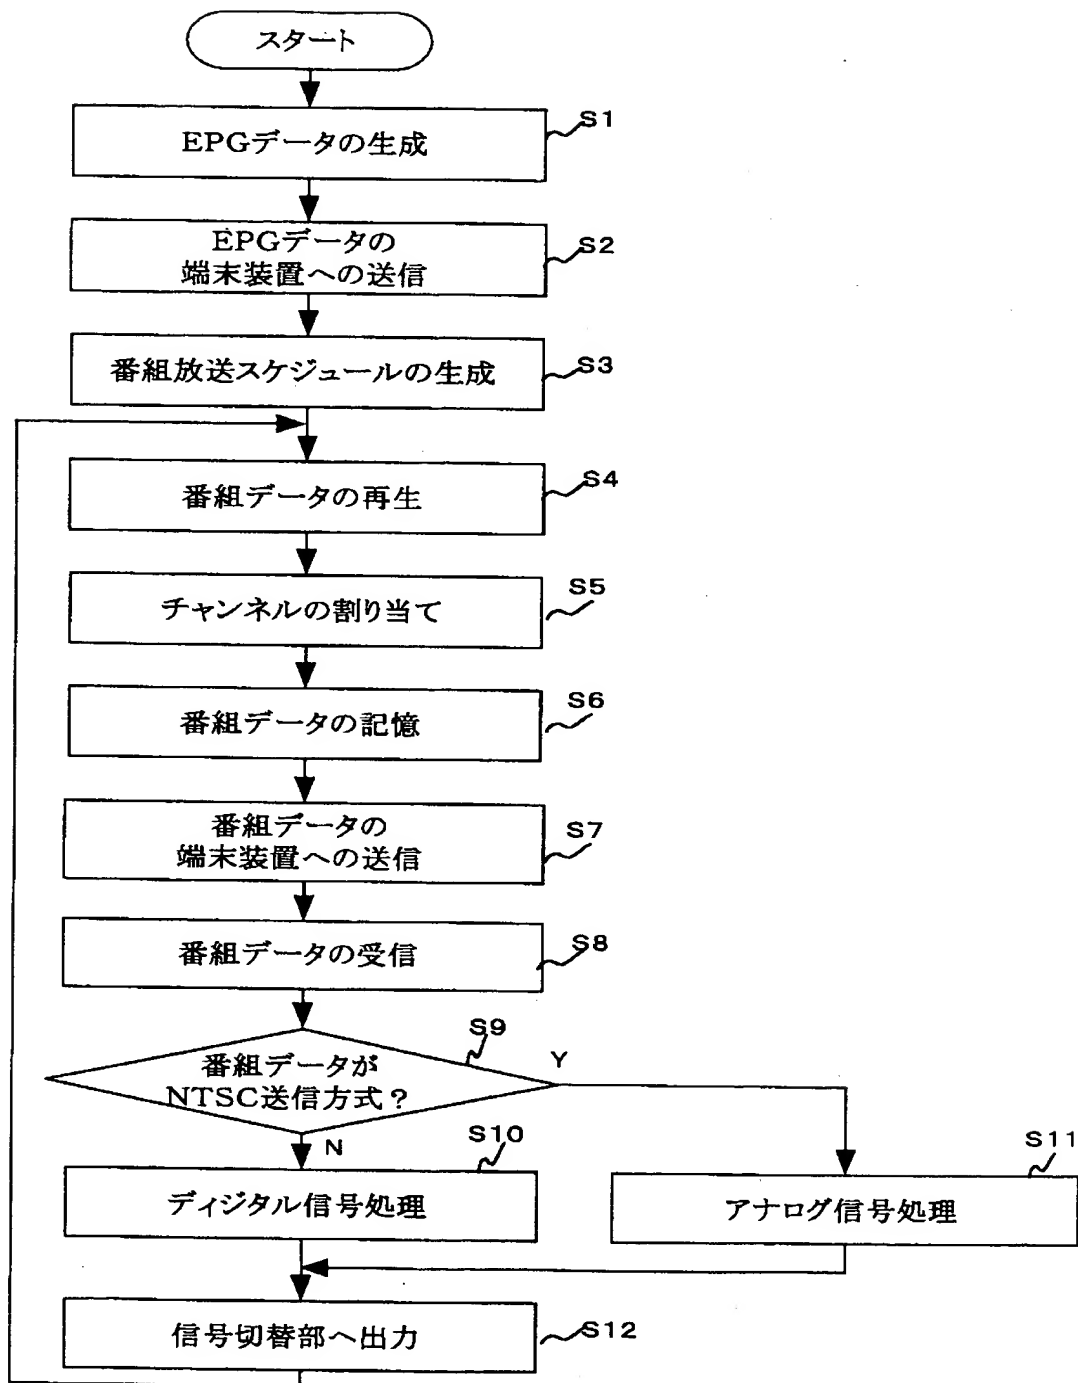 スタート
EPGデータの生成
S1
EPGデータの
端末装置への送信
S2
番組放送スケジュールの生成
S3
番組データの再生
S4
チャンネルの割り当て
S5
番組データの記憶
S6
番組データの
端末装置への送信
S7
番組データの受信
S8
番組データが
NTSC送信方式?
S9
Y
N
ディジタル信号処理
S10
アナログ信号処理
S11
信号切替部へ出力
S12